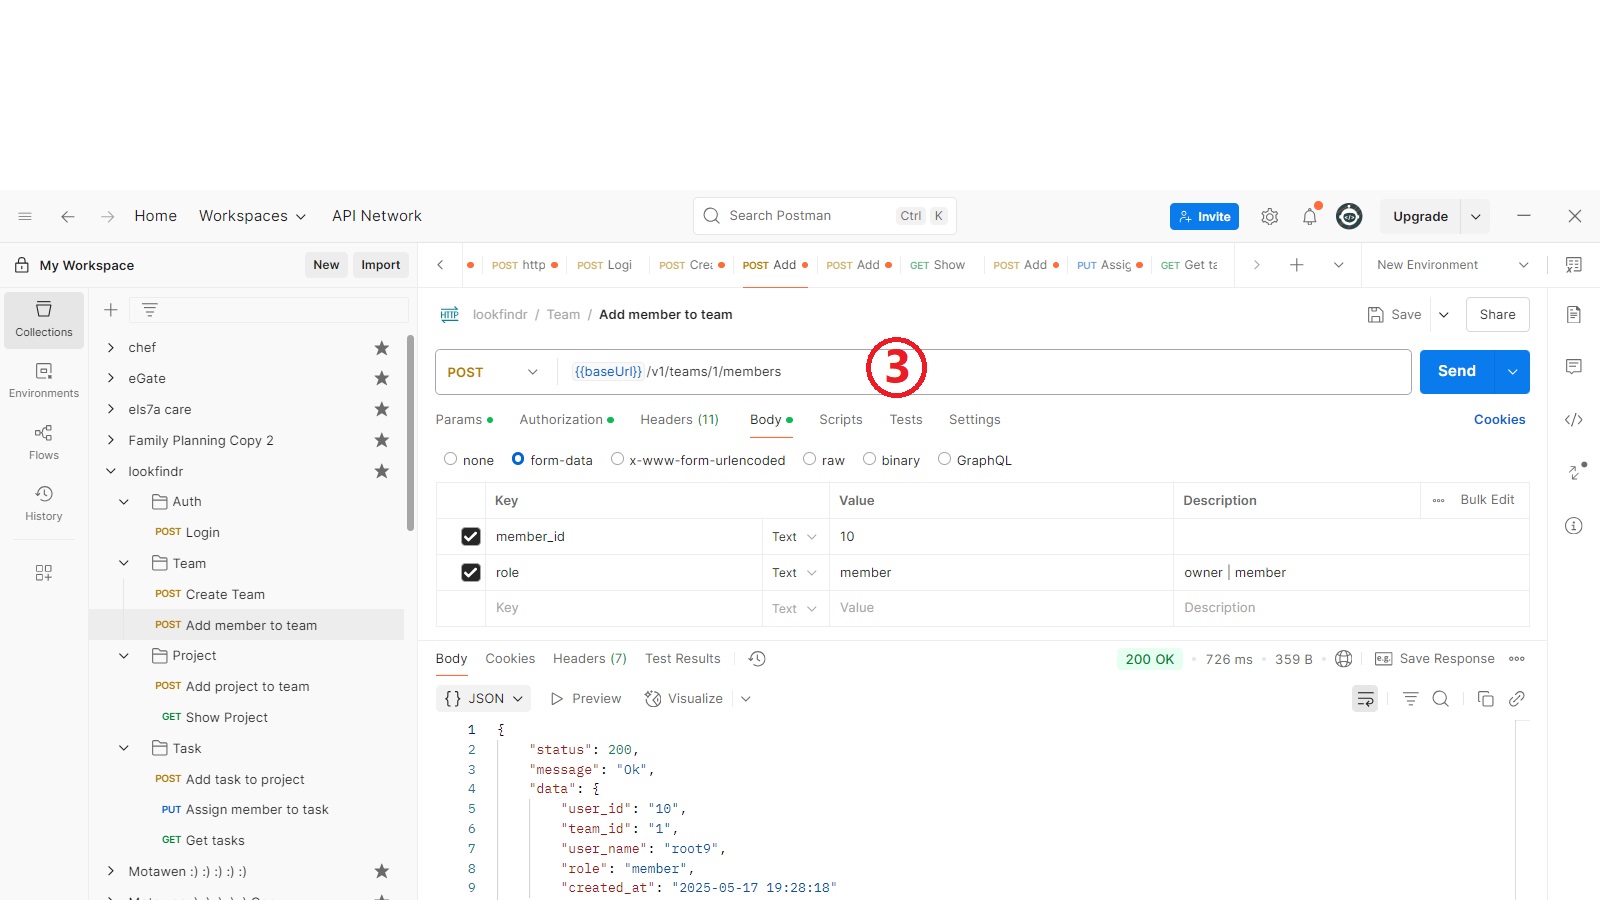 Home Workspaces API Network Search Postman Ctrl K Invite Upgrade
My Workspace New Import POST http POST Logi POST Crea POST Add POST Add GET Show POST Add PUT Assig GET Get ta New Environment
Collections
Environments
Flows
History
chef
eGate
els7a care
Family Planning Copy 2
lookfindr
Auth
POST Login
Team
POST Create Team
POST Add member to team
Project
POST Add project to team
GET Show Project
Task
POST Add task to project
PUT Assign member to task
GET Get tasks
Motawen :) :) :) :) :)
HTTP lookfindr / Team / Add member to team Save Share
POST {{baseUrl}} /v1/teams/1/members 3 Send
Params Authorization Headers (11) Body Scripts Tests Settings Cookies
none form-data x-www-form-urlencoded raw binary GraphQL
Key Value Description Bulk Edit
member_id Text 10
role Text member owner | member
Key Text Value Description
Body Cookies Headers (7) Test Results 200 OK 726 ms 359 B e.g. Save Response
{} JSON Preview Visualize
1 {
2 "status": 200,
3 "message": "Ok",
4 "data": {
5 "user_id": "10",
6 "team_id": "1",
7 "user_name": "root9",
8 "role": "member",
9 "created_at": "2025-05-17 19:28:18"